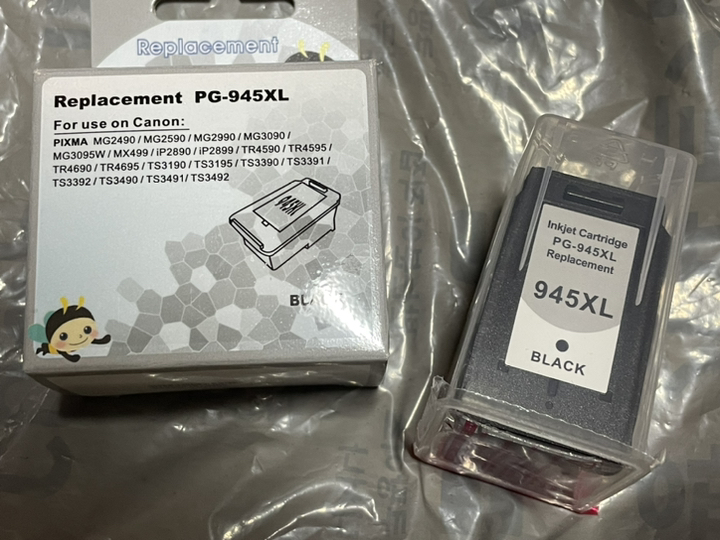 Replacement
Replacement PG-945XL
For use on Canon:
PIXMA MG2490 / MG2590 / MG2990 / MG3090 /
MG3095W / MX499 / iP2890 / iP2899 / TR4590 / TR4595 /
TR4690 / TR4695 / TS3190 / TS3195 / TS3390 / TS3391 /
TS3392 / TS3490 / TS3491/ TS3492
945XL
Inkjet Cartridge
PG-945XL
Replacement
945XL
BLACK